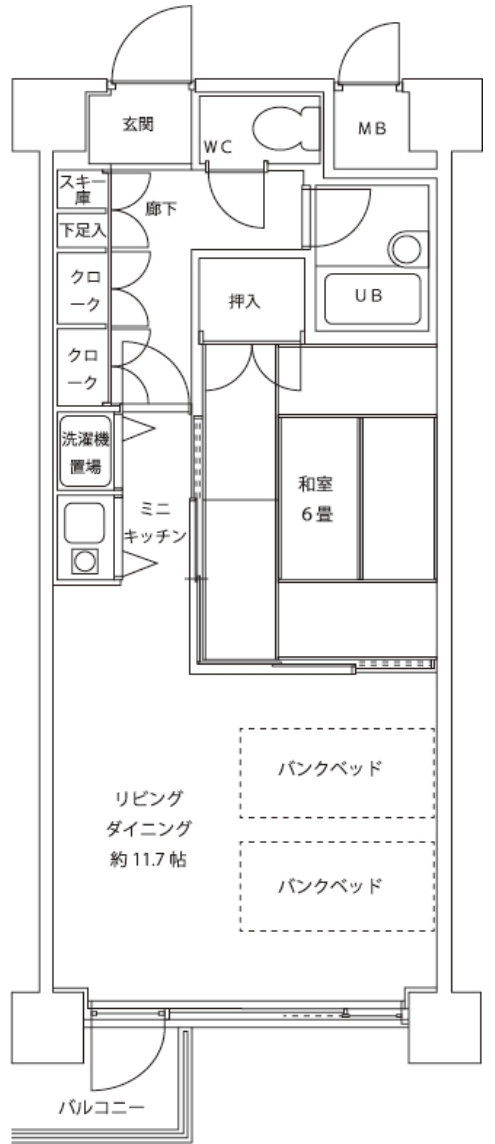 玄関
WC
MB
スキー
庫
廊下
下足入
クロ
ーク
押入
UB
クロ
ーク
洗濯機
置場
ミニ
キッチン
和室
6畳
バンクベッド
リビング
ダイニング
約11.7帖
バンクベッド
バルコニー